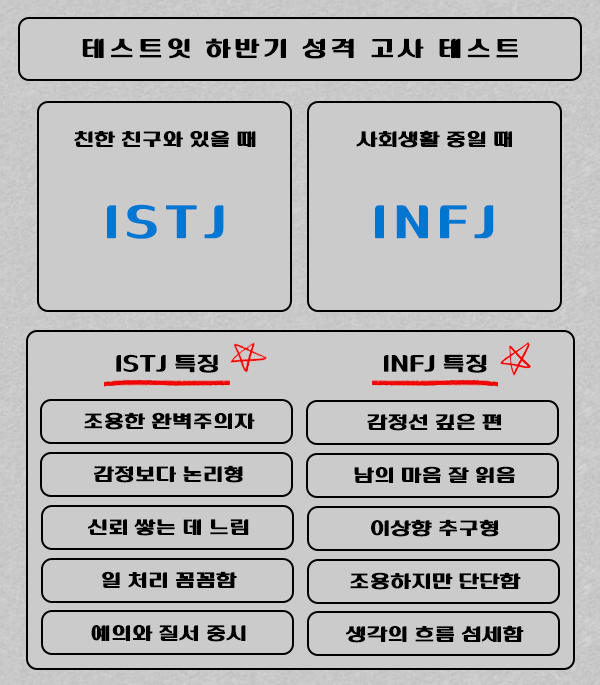 테스트잇 하반기 성격 고사 테스트
친한 친구와 있을 때
ISTJ
사회생활 중일 때
INFJ
ISTJ 특징
조용한 완벽주의자
감정보다 논리형
신뢰 쌓는 데 느림
일 처리 꼼꼼함
예의와 질서 중시
INFJ 특징
감정선 깊은 편
남의 마음 잘 읽음
이상향 추구형
조용하지만 단단함
생각의 흐름 섬세함